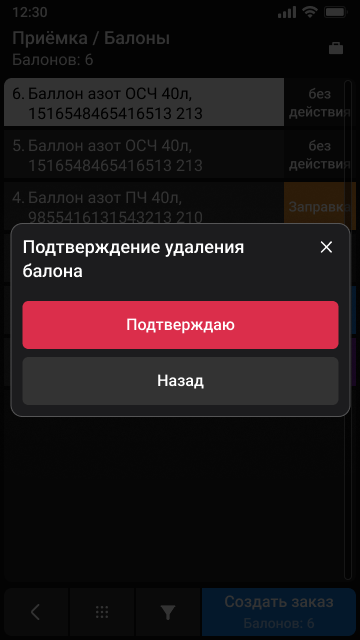 12:30
Приёмка / Балоны
Балонов: 6
6. Баллон азот ОСЧ 40л,
1516548465416513 213
без
действия
5. Баллон азот ОСЧ 40л,
1516548465416513 213
без
действия
4. Баллон азот ПЧ 40л,
9855416131543213 210
Заправка
Подтверждение удаления
балона
Подтверждаю
Назад
Создать заказ
Балонов: 6